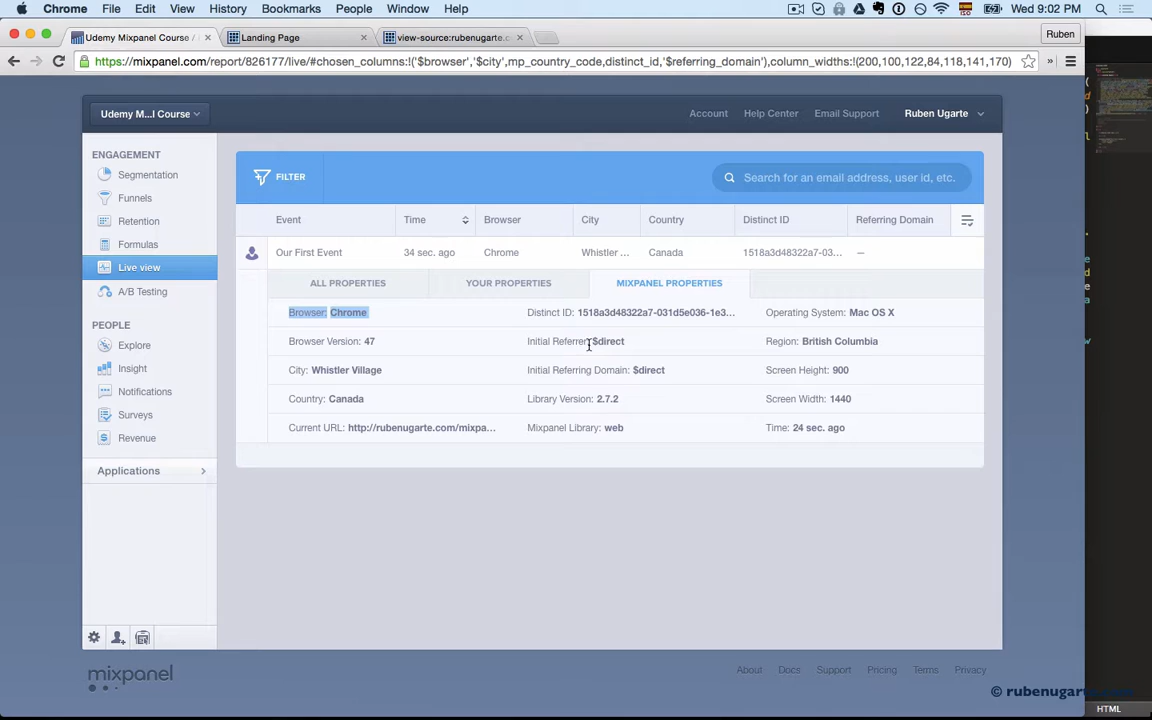 Chrome File Edit View History Bookmarks People Window Help Wed 9:02 PM
Udemy Mixpanel Course / Landing Page view-source:rubenugarte.c Ruben
https://mixpanel.com/report/826177/live/#chosen_columns:!('$browser','$city',mp_country_code,distinct_id,'$referring_domain'),column_widths:!(200,100,122,84,118,141,170)
Udemy M...l Course Account Help Center Email Support Ruben Ugarte
ENGAGEMENT
Segmentation
Funnels
Retention
Formulas
Live view
A/B Testing
PEOPLE
Explore
Insight
Notifications
Surveys
Revenue
Applications
FILTER Search for an email address, user id, etc.
Event Time Browser City Country Distinct ID Referring Domain
Our First Event 34 sec. ago Chrome Whistler ... Canada 1518a3d48322a7-03... —
ALL PROPERTIES YOUR PROPERTIES MIXPANEL PROPERTIES
Browser: Chrome Distinct ID: 1518a3d48322a7-031d5e036-1e3... Operating System: Mac OS X
Browser Version: 47 Initial Referrer: $direct Region: British Columbia
City: Whistler Village Initial Referring Domain: $direct Screen Height: 900
Country: Canada Library Version: 2.7.2 Screen Width: 1440
Current URL: http://rubenugarte.com/mixpa... Mixpanel Library: web Time: 24 sec. ago
mixpanel About Docs Support Pricing Terms Privacy
© rubenugarte.com
HTML